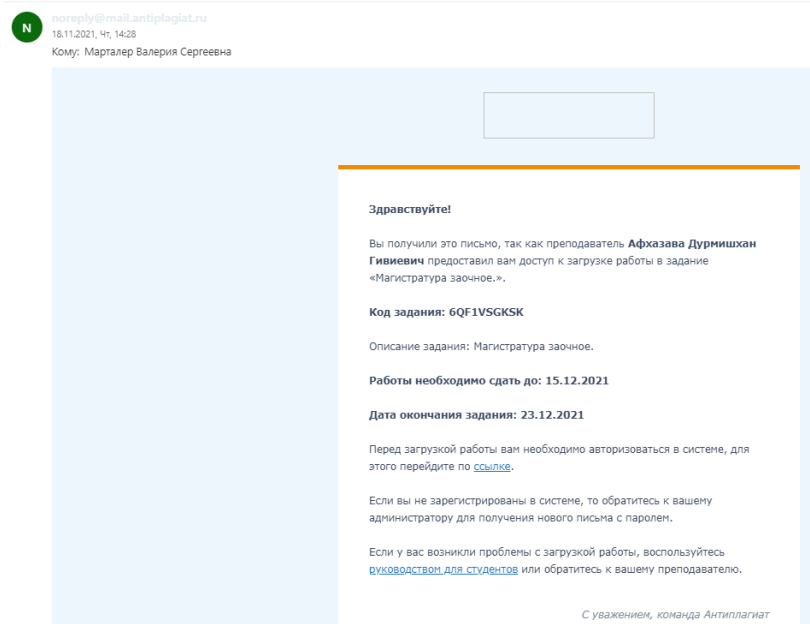 N
noreply@mail.antiplagiat.ru
18.11.2021, Чт, 14:28
Кому: Марталер Валерия Сергеевна
Здравствуйте!
Вы получили это письмо, так как преподаватель Афхазава Дурмишхан
Гивиевич предоставил вам доступ к загрузке работы в задание
«Магистратура заочное.».
Код задания: 6QF1VSGKSK
Описание задания: Магистратура заочное.
Работы необходимо сдать до: 15.12.2021
Дата окончания задания: 23.12.2021
Перед загрузкой работы вам необходимо авторизоваться в системе, для
этого перейдите по ссылке.
Если вы не зарегистрированы в системе, то обратитесь к вашему
администратору для получения нового письма с паролем.
Если у вас возникли проблемы с загрузкой работы, воспользуйтесь
руководством для студентов или обратитесь к вашему преподавателю.
С уважением, команда Антиплагиат